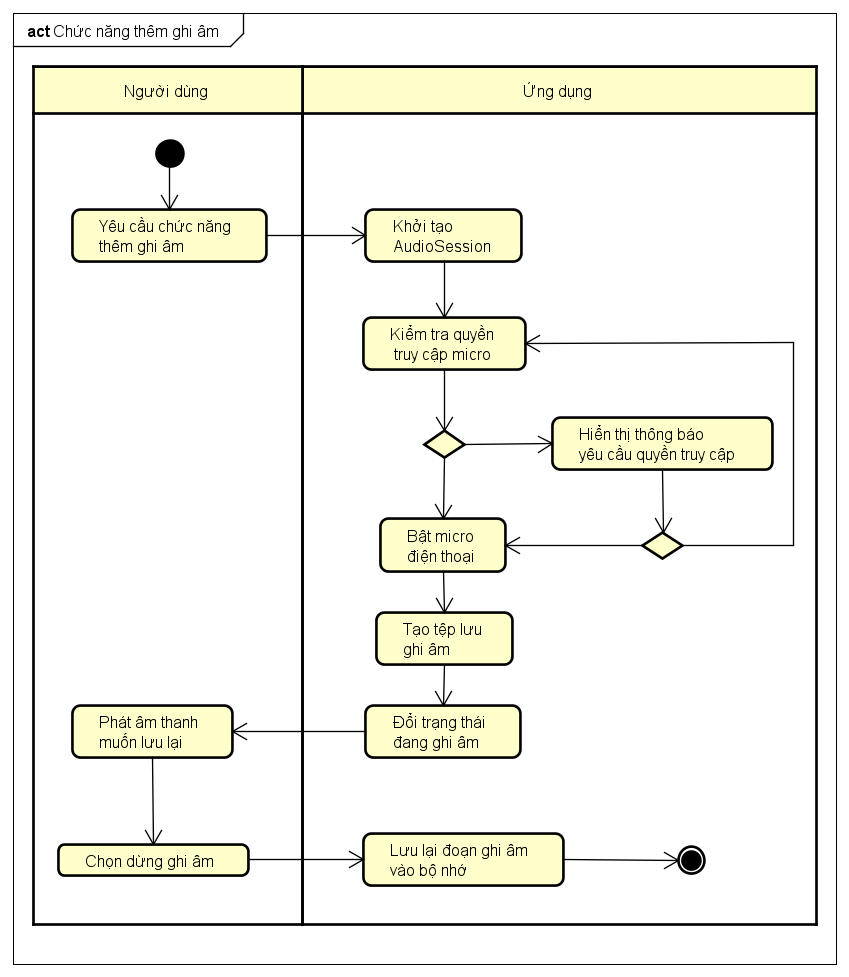 act Chức năng thêm ghi âm
Người dùng
Ứng dụng
Yêu cầu chức năng
thêm ghi âm
Khởi tạo
AudioSession
Kiểm tra quyền
truy cập micro
Hiển thị thông báo
yêu cầu quyền truy cập
Bật micro
điện thoại
Tạo tệp lưu
ghi âm
Đổi trạng thái
đang ghi âm
Phát âm thanh
muốn lưu lại
Chọn dừng ghi âm
Lưu lại đoạn ghi âm
vào bộ nhớ